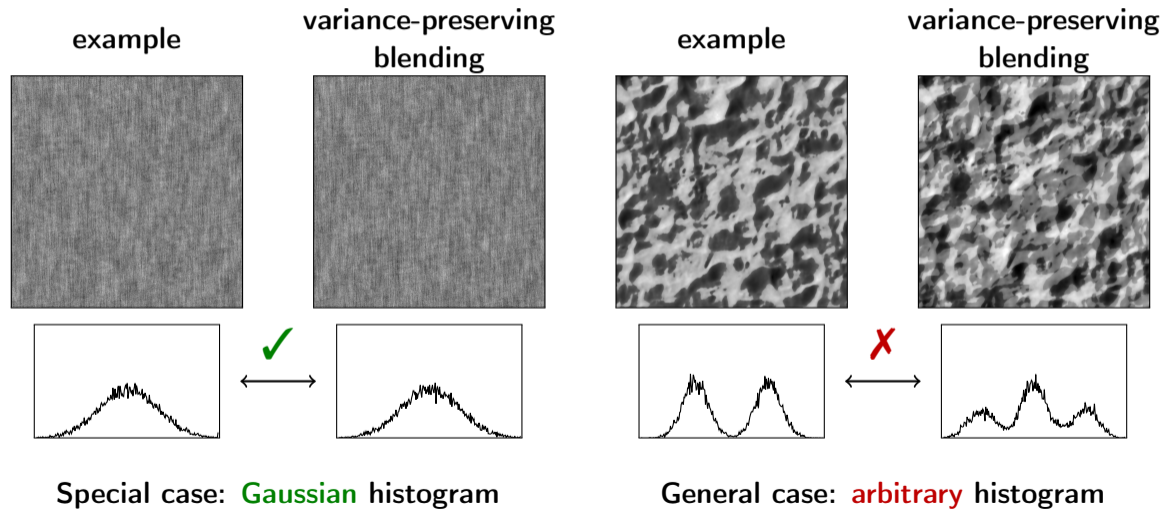 example
variance-preserving
blending
example
variance-preserving
blending
Special case: Gaussian histogram
General case: arbitrary histogram